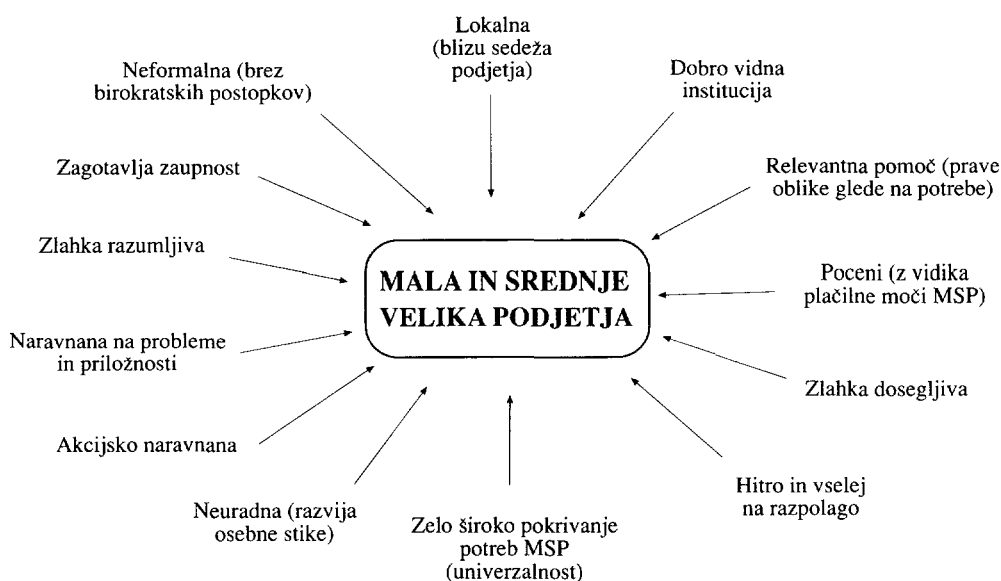 Lokalna
(blizu sedeža
podjetja)
Neformalna (brez
birokratskih postopkov)
Dobro vidna
institucija
Zagotavlja zaupnost
Relevantna pomoč (prave
oblike glede na potrebe)
Zlahka razumljiva
MALA IN SREDNJE
VELIKA PODJETJA
Poceni (z vidika
plačilne moči MSP)
Naravnana na probleme
in priložnosti
Zlahka dosegljiva
Akcijsko naravnana
Hitro in vselej
na razpolago
Neuradna (razvija
osebne stike)
Zelo široko pokrivanje
potreb MSP
(univerzalnost)